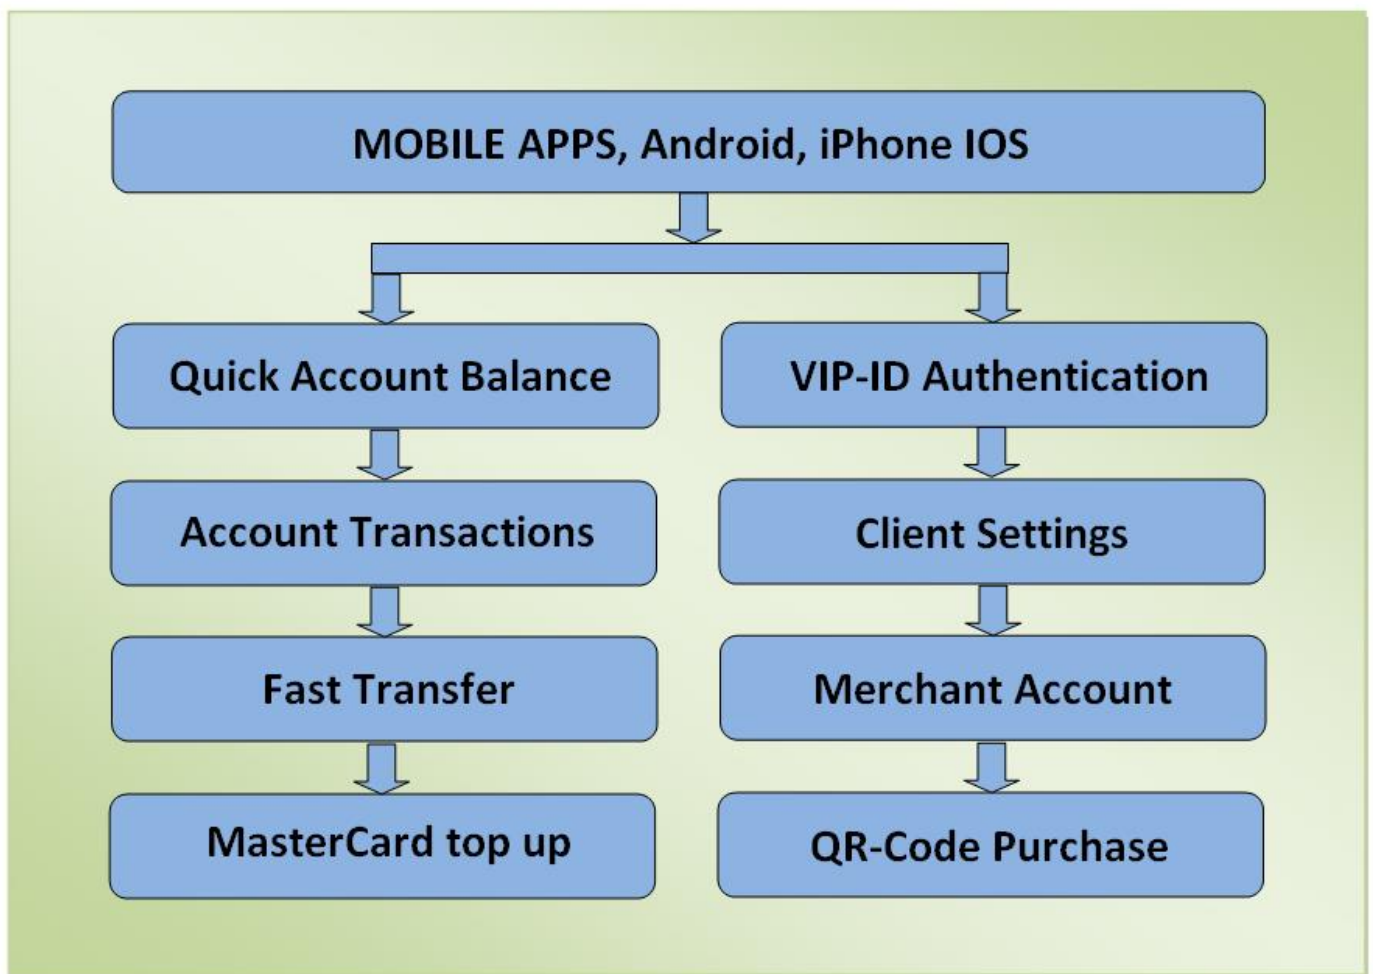 MOBILE APPS, Android, iPhone IOS
Quick Account Balance
VIP-ID Authentication
Account Transactions
Client Settings
Fast Transfer
Merchant Account
MasterCard top up
QR-Code Purchase